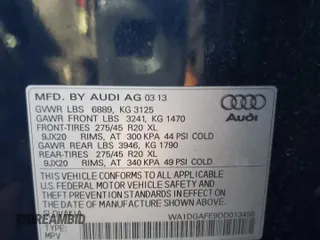 MFD. BY AUDI AG 03 13
GVWR LBS 6889, KG 3125
GAWR FRONT LBS 3241, KG 1470
FRONT-TIRES 275/45 R20 XL
9JX20 RIMS, AT 300 KPA 44 PSI COLD
GAWR REAR LBS 3946, KG 1790
REAR-TIRES 275/45 R20 XL
9JX20 RIMS, AT 340 KPA 49 PSI COLD
Audi
THIS VEHICLE CONFORMS TO ALL APPLICABLE
U.S. FEDERAL MOTOR VEHICLE SAFETY AND
THEFT PREVENTION STANDARDS IN EFFECT ON
THE DATE OF MANUFACTURE SHOWN ABOVE.
SLOVAKIA
TYPE: MPV